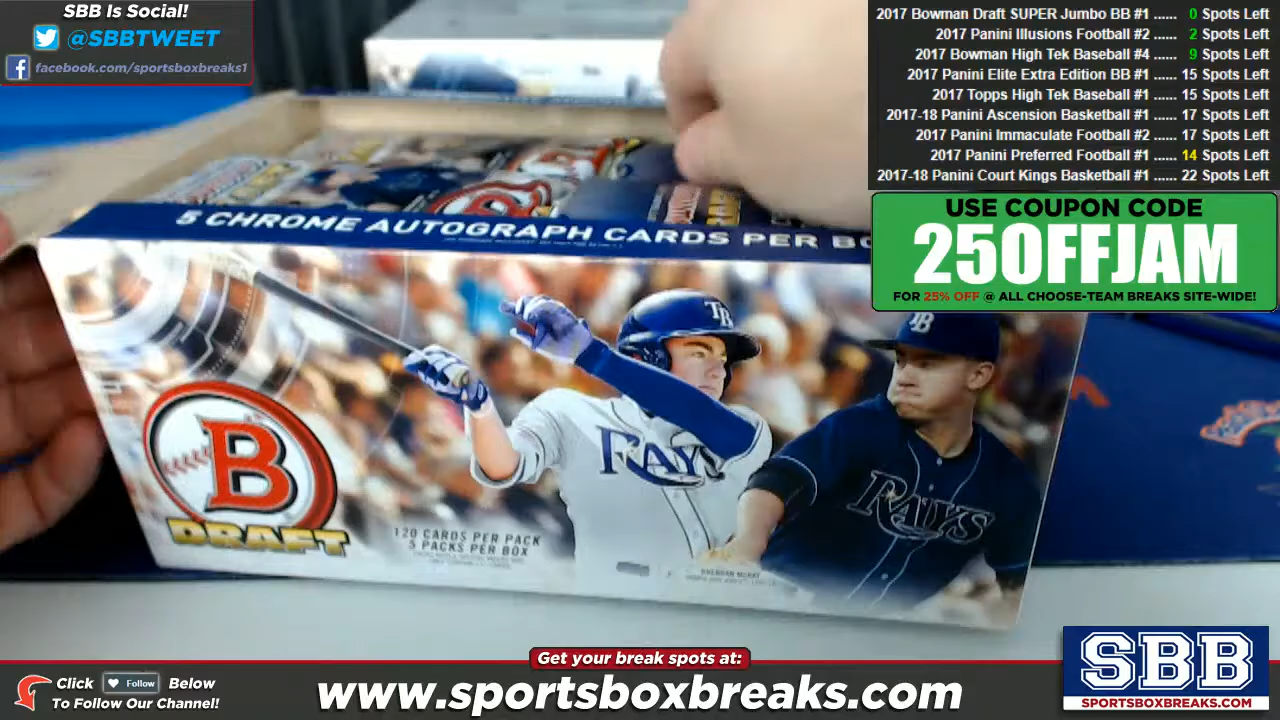 SBB Is Social!
@SBBTWEET
facebook.com/sportsboxbreaks1
2017 Bowman Draft SUPER Jumbo BB #1 ...... 0 Spots Left
2017 Panini Illusions Football #2 ...... 2 Spots Left
2017 Bowman High Tek Baseball #4 ...... 9 Spots Left
2017 Panini Elite Extra Edition BB #1 ...... 15 Spots Left
2017 Topps High Tek Baseball #1 ...... 15 Spots Left
2017-18 Panini Ascension Basketball #1 ...... 17 Spots Left
2017 Panini Immaculate Football #2 ...... 17 Spots Left
2017 Panini Preferred Football #1 ...... 14 Spots Left
2017-18 Panini Court Kings Basketball #1 ...... 22 Spots Left
USE COUPON CODE
25OFFJAM
FOR 25% OFF @ ALL CHOOSE-TEAM BREAKS SITE-WIDE!
5 CHROME AUTOGRAPH CARDS PER BO
TB
TB
RAYS
RAYS
B
DRAFT
120 CARDS PER PACK
5 PACKS PER BOX
BRENDAN MCKAY
Get your break spots at:
Click Follow Below
To Follow Our Channel!
www.sportsboxbreaks.com
SBB
SPORTSBOXBREAKS.COM